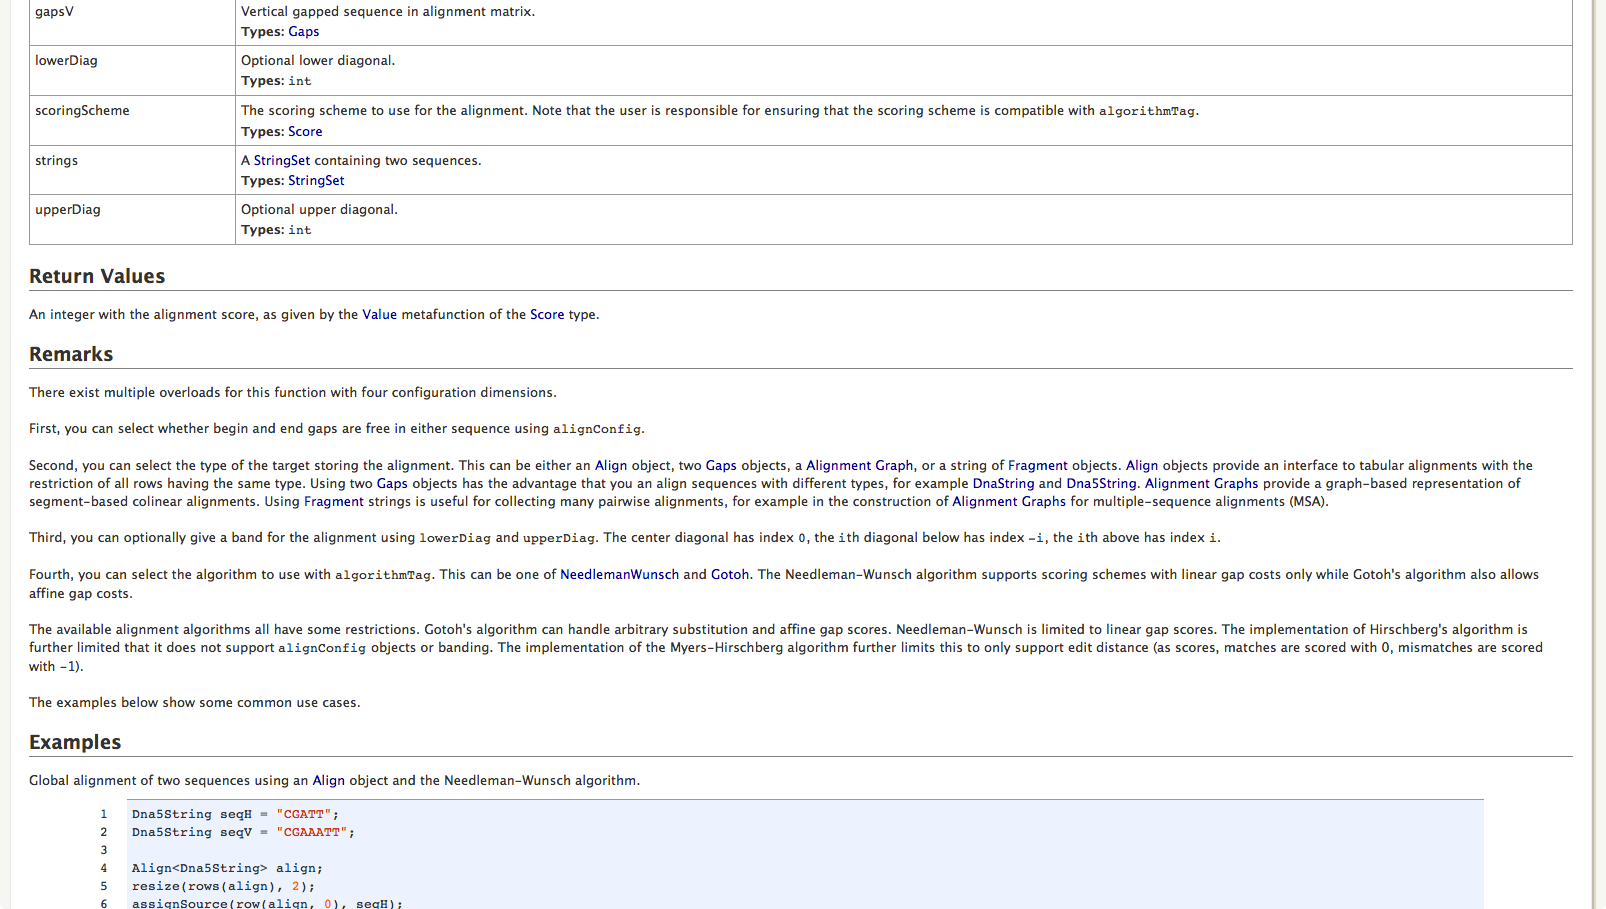 gapsV
Vertical gapped sequence in alignment matrix.
Types: Gaps
lowerDiag
Optional lower diagonal.
Types: int
scoringScheme
The scoring scheme to use for the alignment. Note that the user is responsible for ensuring that the scoring scheme is compatible with algorithmTag.
Types: Score
strings
A StringSet containing two sequences.
Types: StringSet
upperDiag
Optional upper diagonal.
Types: int
Return Values
An integer with the alignment score, as given by the Value metafunction of the Score type.
Remarks
There exist multiple overloads for this function with four configuration dimensions.
First, you can select whether begin and end gaps are free in either sequence using alignConfig.
Second, you can select the type of the target storing the alignment. This can be either an Align object, two Gaps objects, a Alignment Graph, or a string of Fragment objects. Align objects provide an interface to tabular alignments with the
restriction of all rows having the same type. Using two Gaps objects has the advantage that you an align sequences with different types, for example DnaString and Dna5String. Alignment Graphs provide a graph-based representation of
segment-based colinear alignments. Using Fragment strings is useful for collecting many pairwise alignments, for example in the construction of Alignment Graphs for multiple-sequence alignments (MSA).
Third, you can optionally give a band for the alignment using lowerDiag and upperDiag. The center diagonal has index 0, the ith diagonal below has index -i, the ith above has index i.
Fourth, you can select the algorithm to use with algorithmTag. This can be one of NeedlemanWunsch and Gotoh. The Needleman-Wunsch algorithm supports scoring schemes with linear gap costs only while Gotoh's algorithm also allows
affine gap costs.
The available alignment algorithms all have some restrictions. Gotoh's algorithm can handle arbitrary substitution and affine gap scores. Needleman-Wunsch is limited to linear gap scores. The implementation of Hirschberg's algorithm is
further limited that it does not support alignConfig objects or banding. The implementation of the Myers-Hirschberg algorithm further limits this to only support edit distance (as scores, matches are scored with 0, mismatches are scored
with -1).
The examples below show some common use cases.
Examples
Global alignment of two sequences using an Align object and the Needleman-Wunsch algorithm.
1 Dna5String seqH = "CGATT";
2 Dna5String seqV = "CGAAATT";
3
4 Align<Dna5String> align;
5 resize(rows(align), 2);
6 assignSource(row(align, 0), seqH);